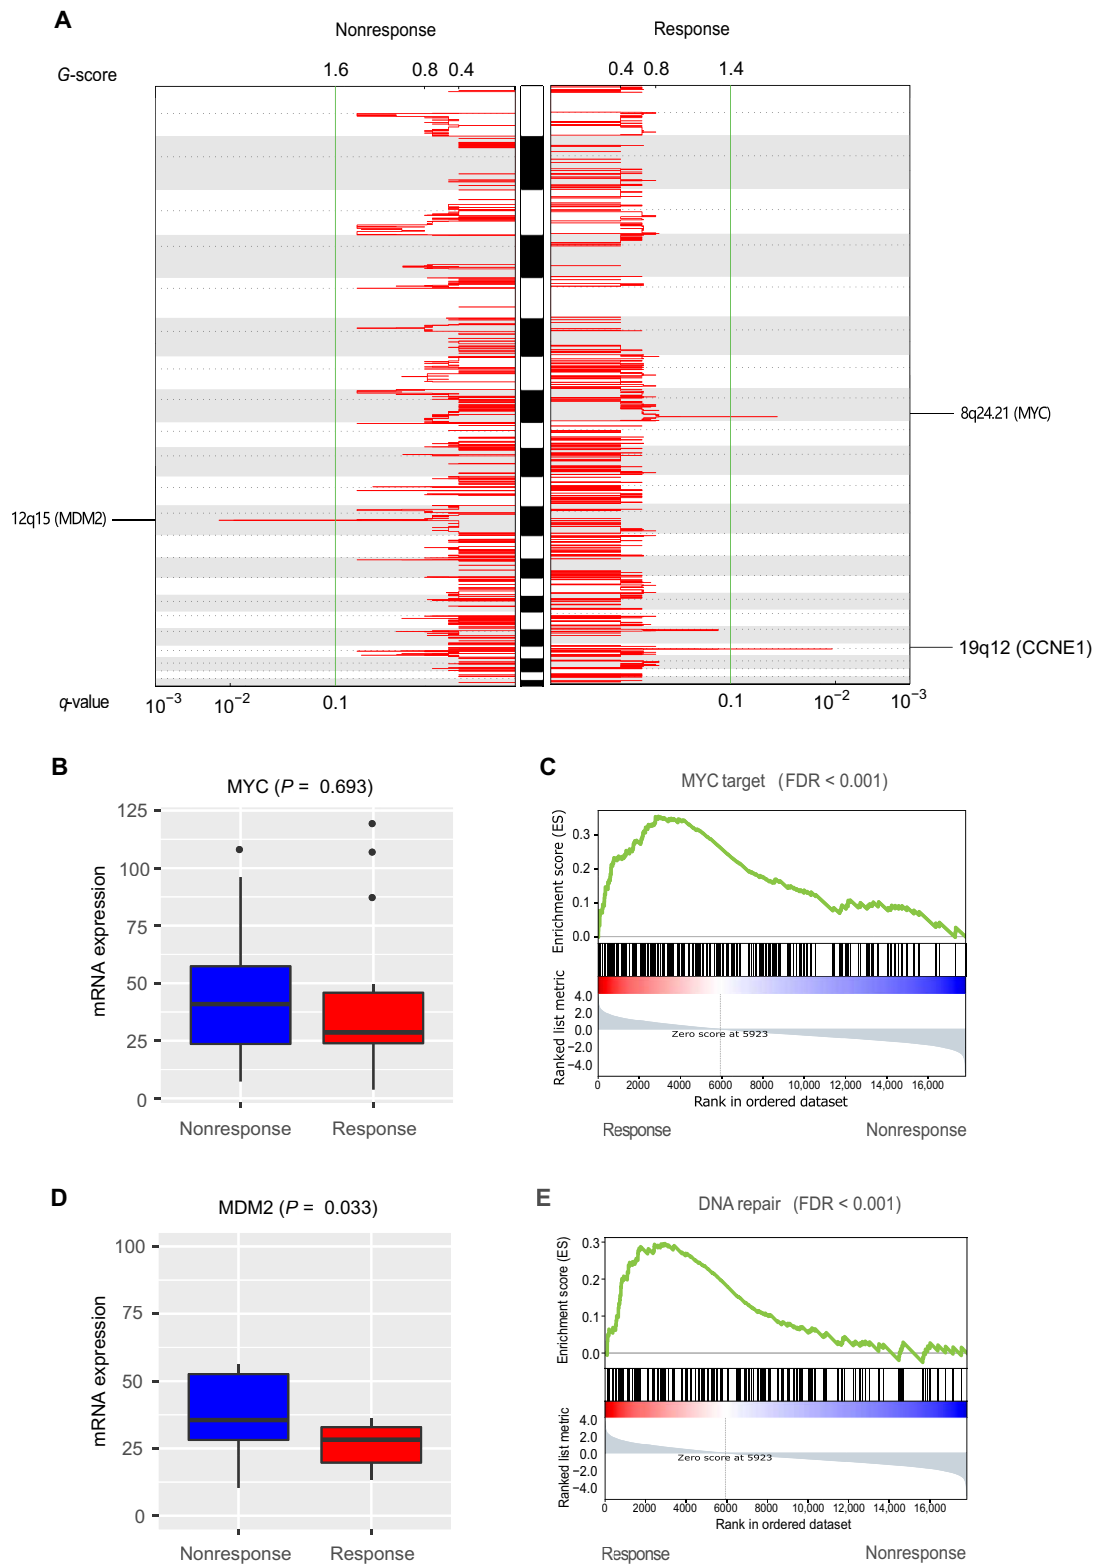 A
Nonresponse
Response
G-score
1.6
0.8
0.4
0.4
0.8
1.4
8q24.21 (MYC)
12q15 (MDM2)
19q12 (CCNE1)
q-value
10⁻³
10⁻²
0.1
0.1
10⁻²
10⁻³
B
MYC (P = 0.693)
mRNA expression
125
100
75
50
25
0
Nonresponse
Response
C
MYC target (FDR < 0.001)
Enrichment score (ES)
0.3
0.2
0.1
0.0
Ranked list metric
4.0
2.0
0.0
−2.0
−4.0
Zero score at 5923
0 2000 4000 6000 8000 10,000 12,000 14,000 16,000
Rank in ordered dataset
Response
Nonresponse
D
MDM2 (P = 0.033)
mRNA expression
100
75
50
25
0
Nonresponse
Response
E
DNA repair (FDR < 0.001)
Enrichment score (ES)
0.3
0.2
0.1
0.0
Ranked list metric
4.0
2.0
0.0
−2.0
−4.0
Zero score at 5923
0 2000 4000 6000 8000 10,000 12,000 14,000 16,000
Rank in ordered dataset
Response
Nonresponse